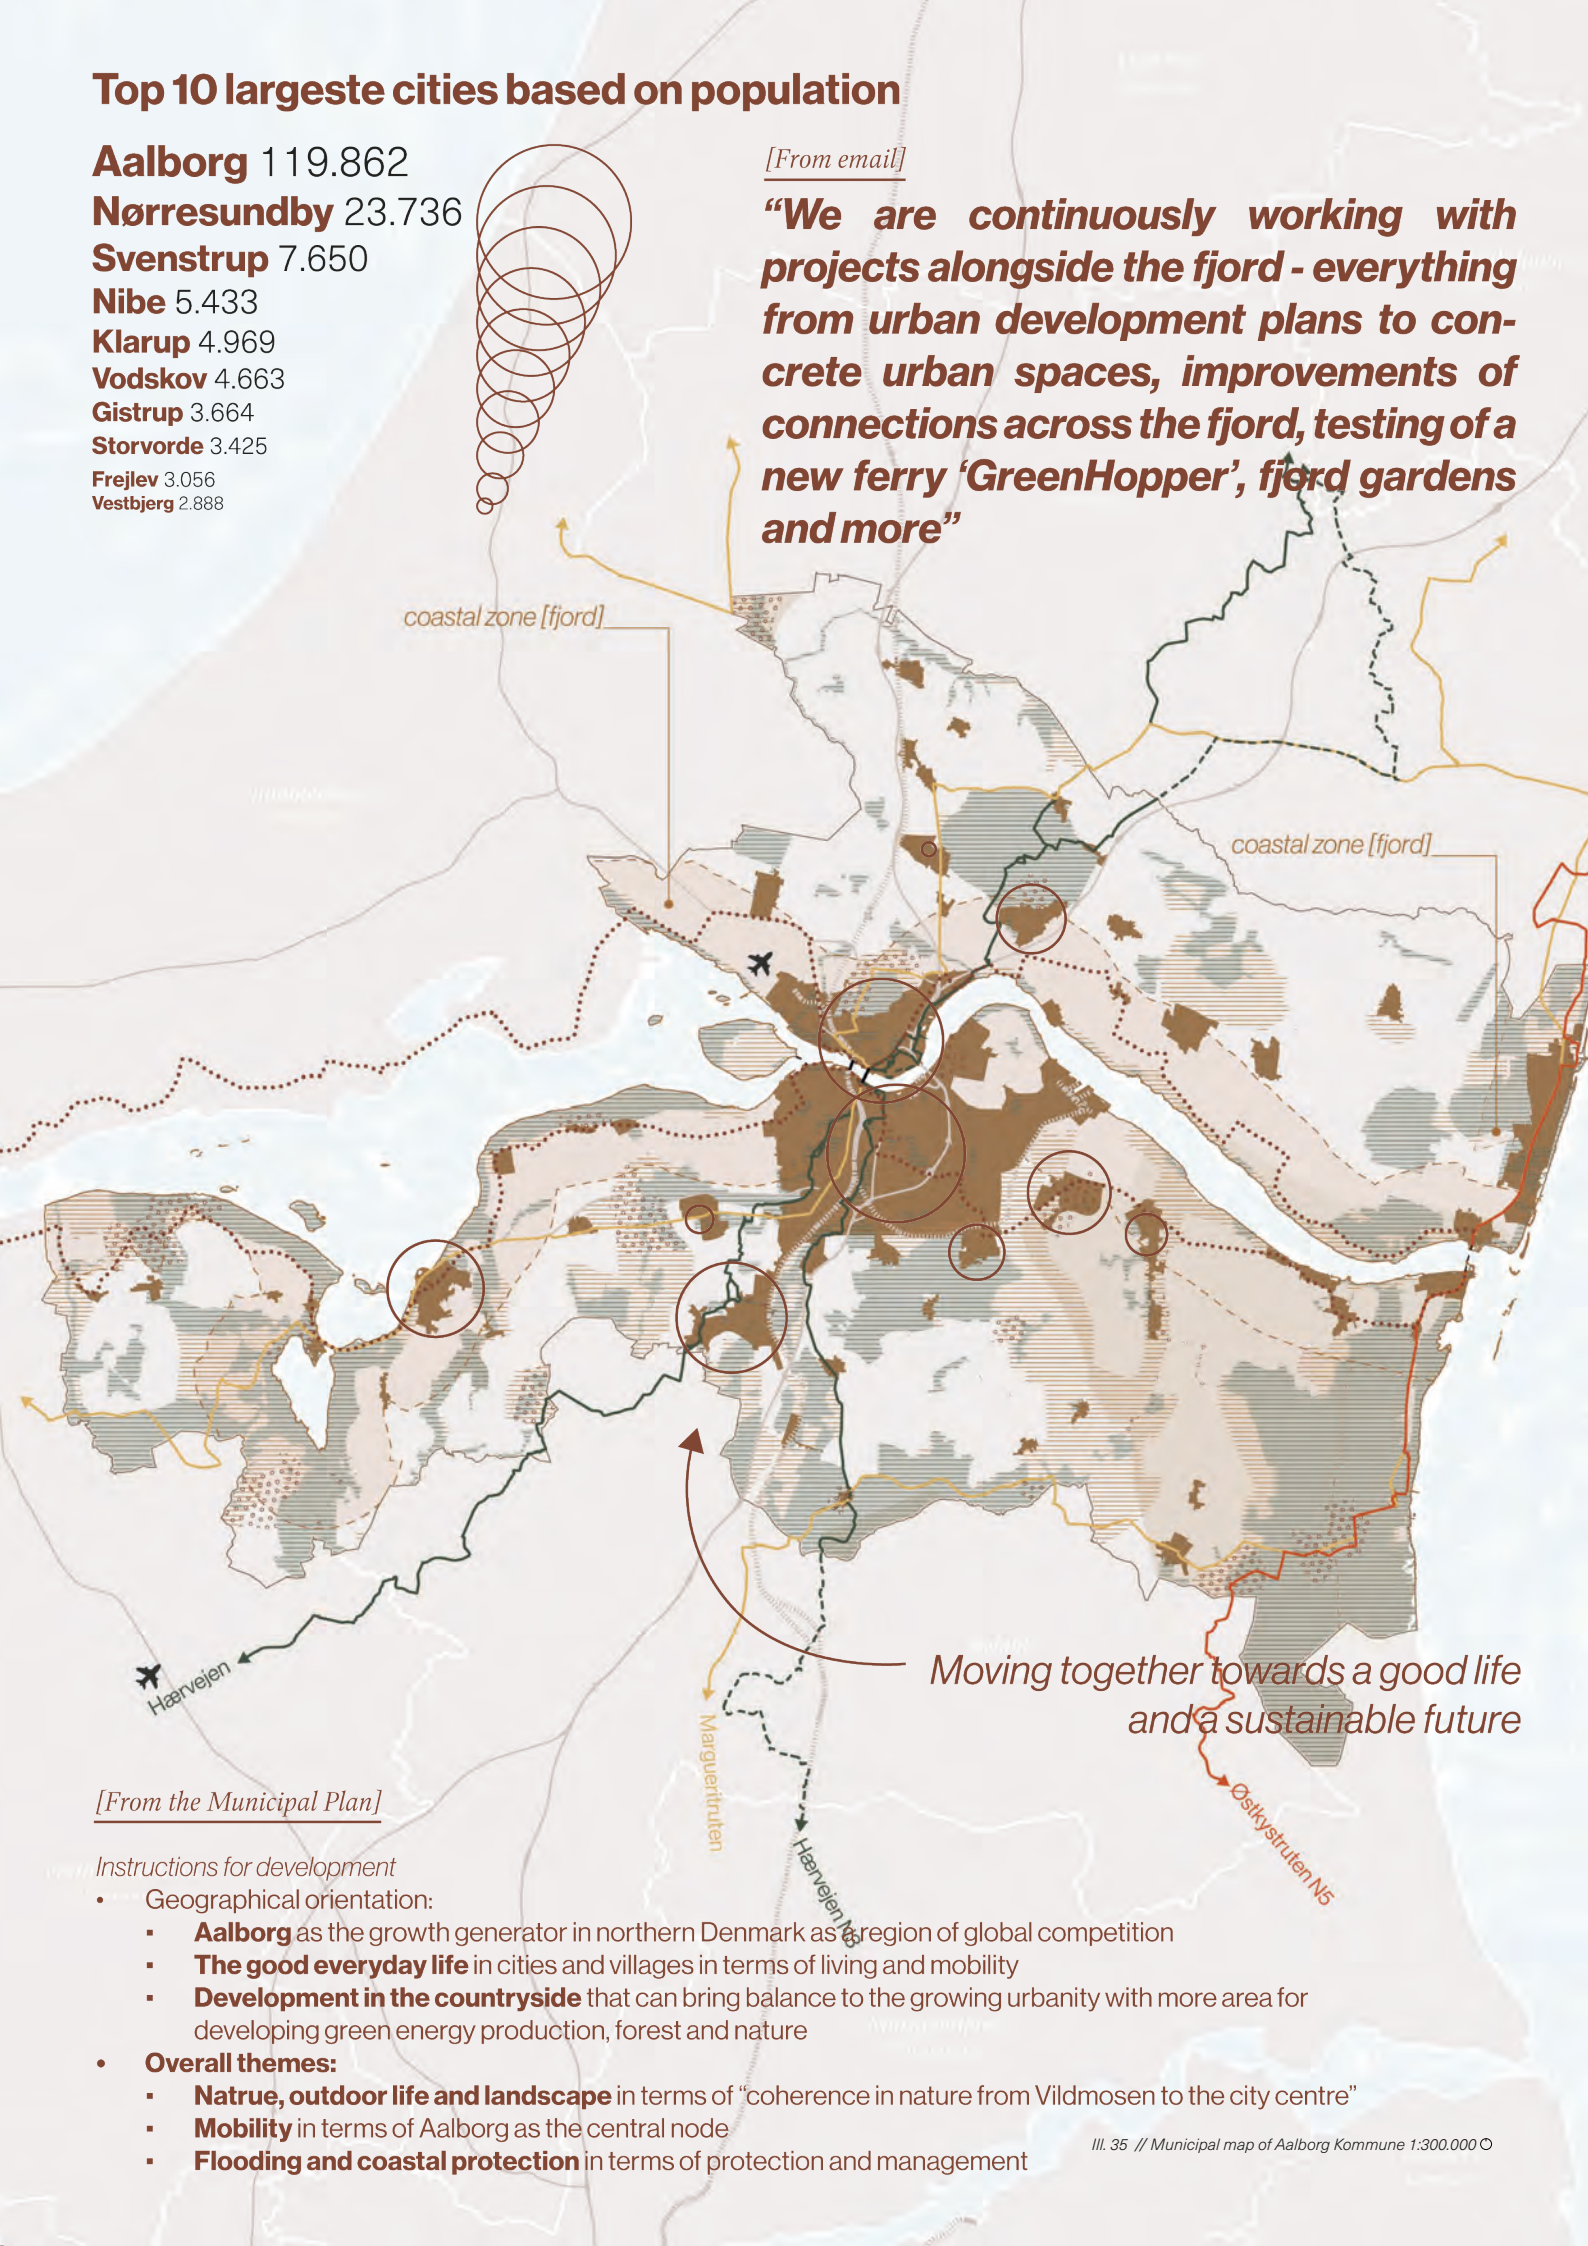 Top 10 largeste cities based on population
Aalborg 119.862
Nørresundby 23.736
Svenstrup 7.650
Nibe 5.433
Klarup 4.969
Vodskov 4.663
Gistrup 3.664
Storvorde 3.425
Frejlev 3.056
Vestbjerg 2.888
[From email]
“We are continuously working with
projects alongside the fjord - everything
from urban development plans to con-
crete urban spaces, improvements of
connections across the fjord, testing of a
new ferry ‘GreenHopper’, fjord gardens
and more”
coastal zone [fjord]
coastal zone [fjord]
Moving together towards a good life
and a sustainable future
Hærvejen
Margueritruten
Hærvejen N3
Østkystruten N5
[From the Municipal Plan]
Instructions for development
• Geographical orientation:
▪ Aalborg as the growth generator in northern Denmark as a region of global competition
▪ The good everyday life in cities and villages in terms of living and mobility
▪ Development in the countryside that can bring balance to the growing urbanity with more area for
developing green energy production, forest and nature
• Overall themes:
▪ Natrue, outdoor life and landscape in terms of “coherence in nature from Vildmosen to the city centre”
▪ Mobility in terms of Aalborg as the central node
▪ Flooding and coastal protection in terms of protection and management
Ill. 35 // Municipal map of Aalborg Kommune 1:300.000